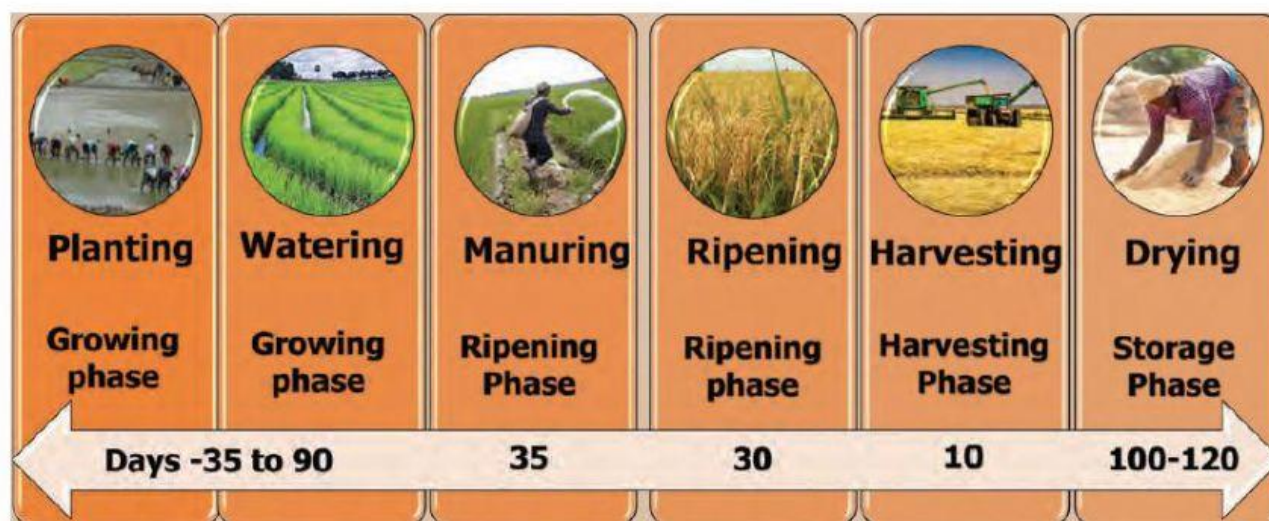 Planting
Growing
phase
Watering
Growing
phase
Manuring
Ripening
Phase
Ripening
Ripening
phase
Harvesting
Harvesting
Phase
Drying
Storage
Phase
Days -35 to 90
35
30
10
100-120